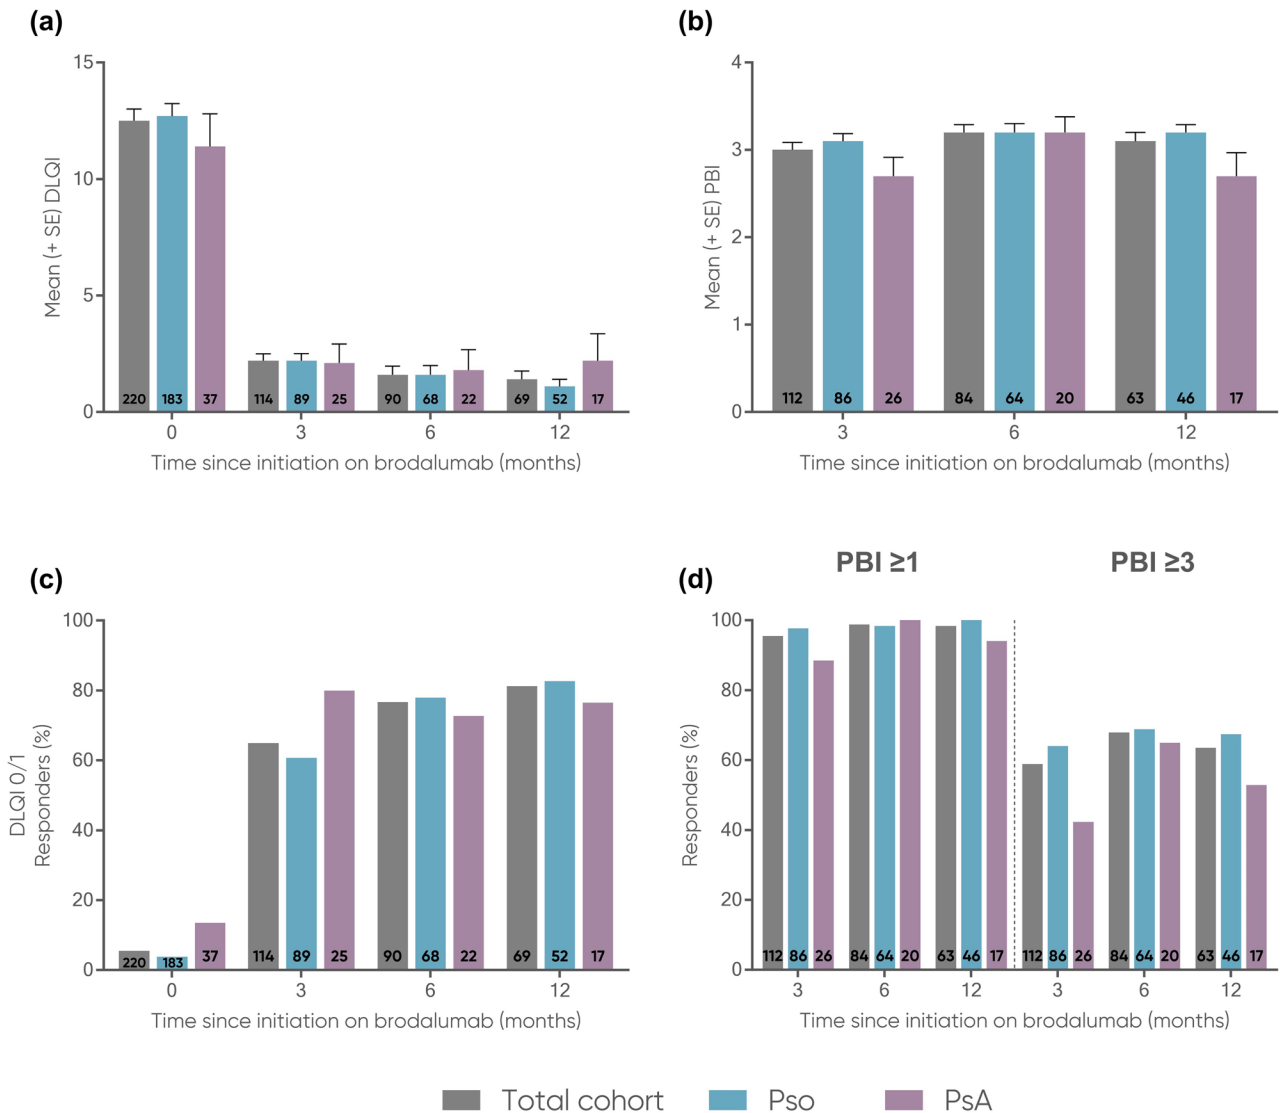 (a)
15
10
5
0
Mean (+ SE) DLQI
220 183 37 114 89 25 90 68 22 69 52 17
0 3 6 12
Time since initiation on brodalumab (months)
(b)
4
3
2
1
0
Mean (+ SE) PBI
112 86 26 84 64 20 63 46 17
3 6 12
Time since initiation on brodalumab (months)
(c)
100
80
60
40
20
0
DLQI 0/1
Responders (%)
220 183 37 114 89 25 90 68 22 69 52 17
0 3 6 12
Time since initiation on brodalumab (months)
(d)
PBI ≥1 PBI ≥3
100
80
60
40
20
0
Responders (%)
112 86 26 84 64 20 63 46 17 112 86 26 84 64 20 63 46 17
3 6 12 3 6 12
Time since initiation on brodalumab (months)
Total cohort Pso PsA